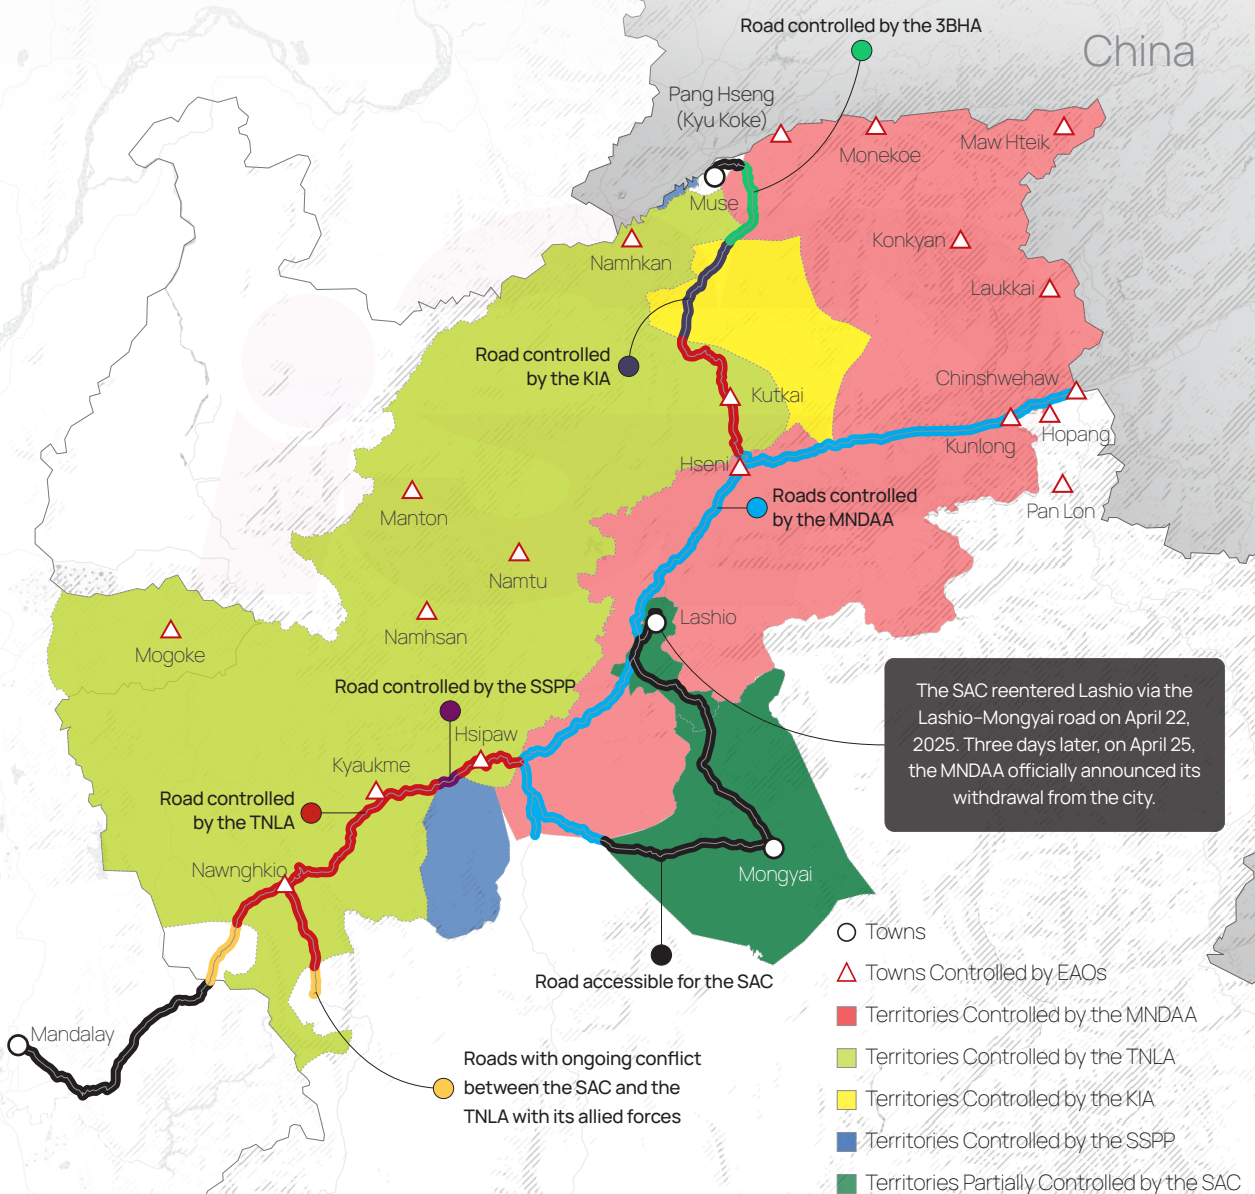 Road controlled by the 3BHA
China
Pang Hseng
(Kyu Koke)
Monekoe
Maw Hteik
Muse
Namhkan
Konkyan
Laukkai
Road controlled
by the KIA
Chinshwehaw
Kutkai
Kunlong
Hopang
Hseni
Roads controlled
by the MNDAA
Pan Lon
Manton
Namtu
Namhsan
Lashio
Mogoke
Road controlled by the SSPP
The SAC reentered Lashio via the
Lashio–Mongyai road on April 22,
2025. Three days later, on April 25,
the MNDAA officially announced its
withdrawal from the city.
Hsipaw
Kyaukme
Road controlled
by the TNLA
Nawnghkio
Mongyai
Road accessible for the SAC
Mandalay
Roads with ongoing conflict
between the SAC and the
TNLA with its allied forces
Towns
Towns Controlled by EAOs
Territories Controlled by the MNDAA
Territories Controlled by the TNLA
Territories Controlled by the KIA
Territories Controlled by the SSPP
Territories Partially Controlled by the SAC